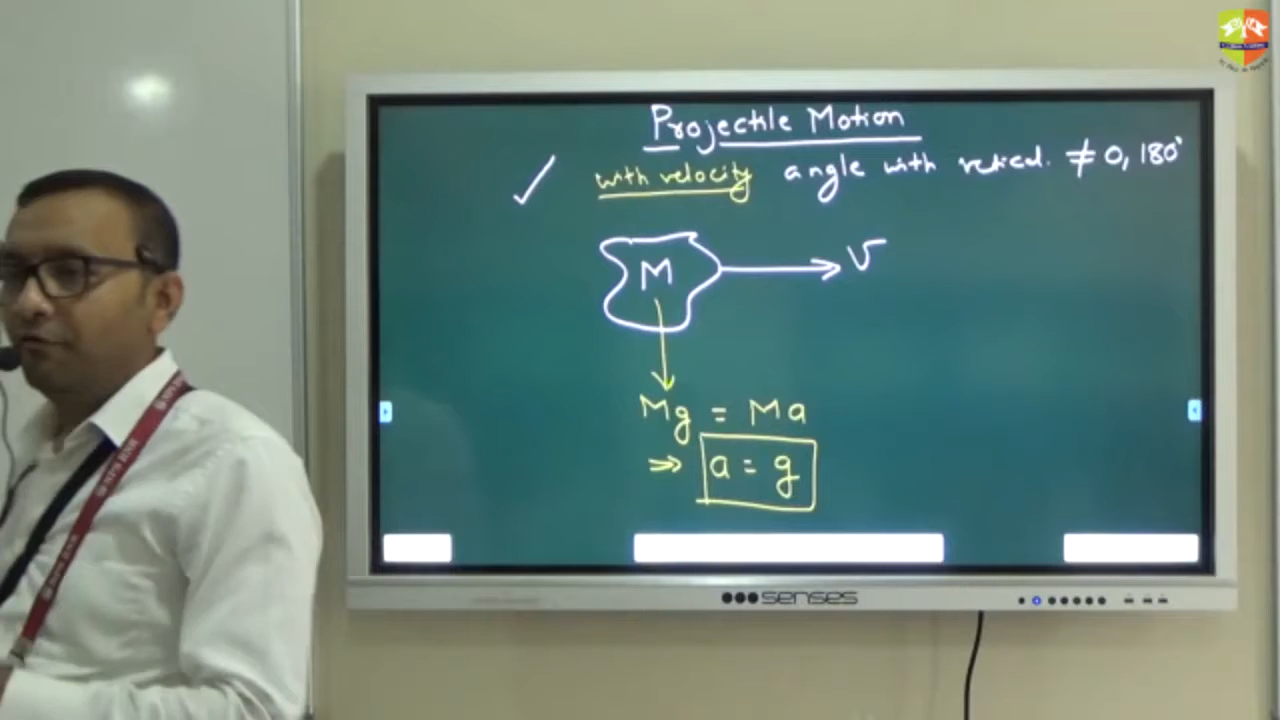 Projectile Motion
✓ with velocity angle with vertical. ≠ 0, 180°
M → V
Mg = Ma
⇒ a = g
senses